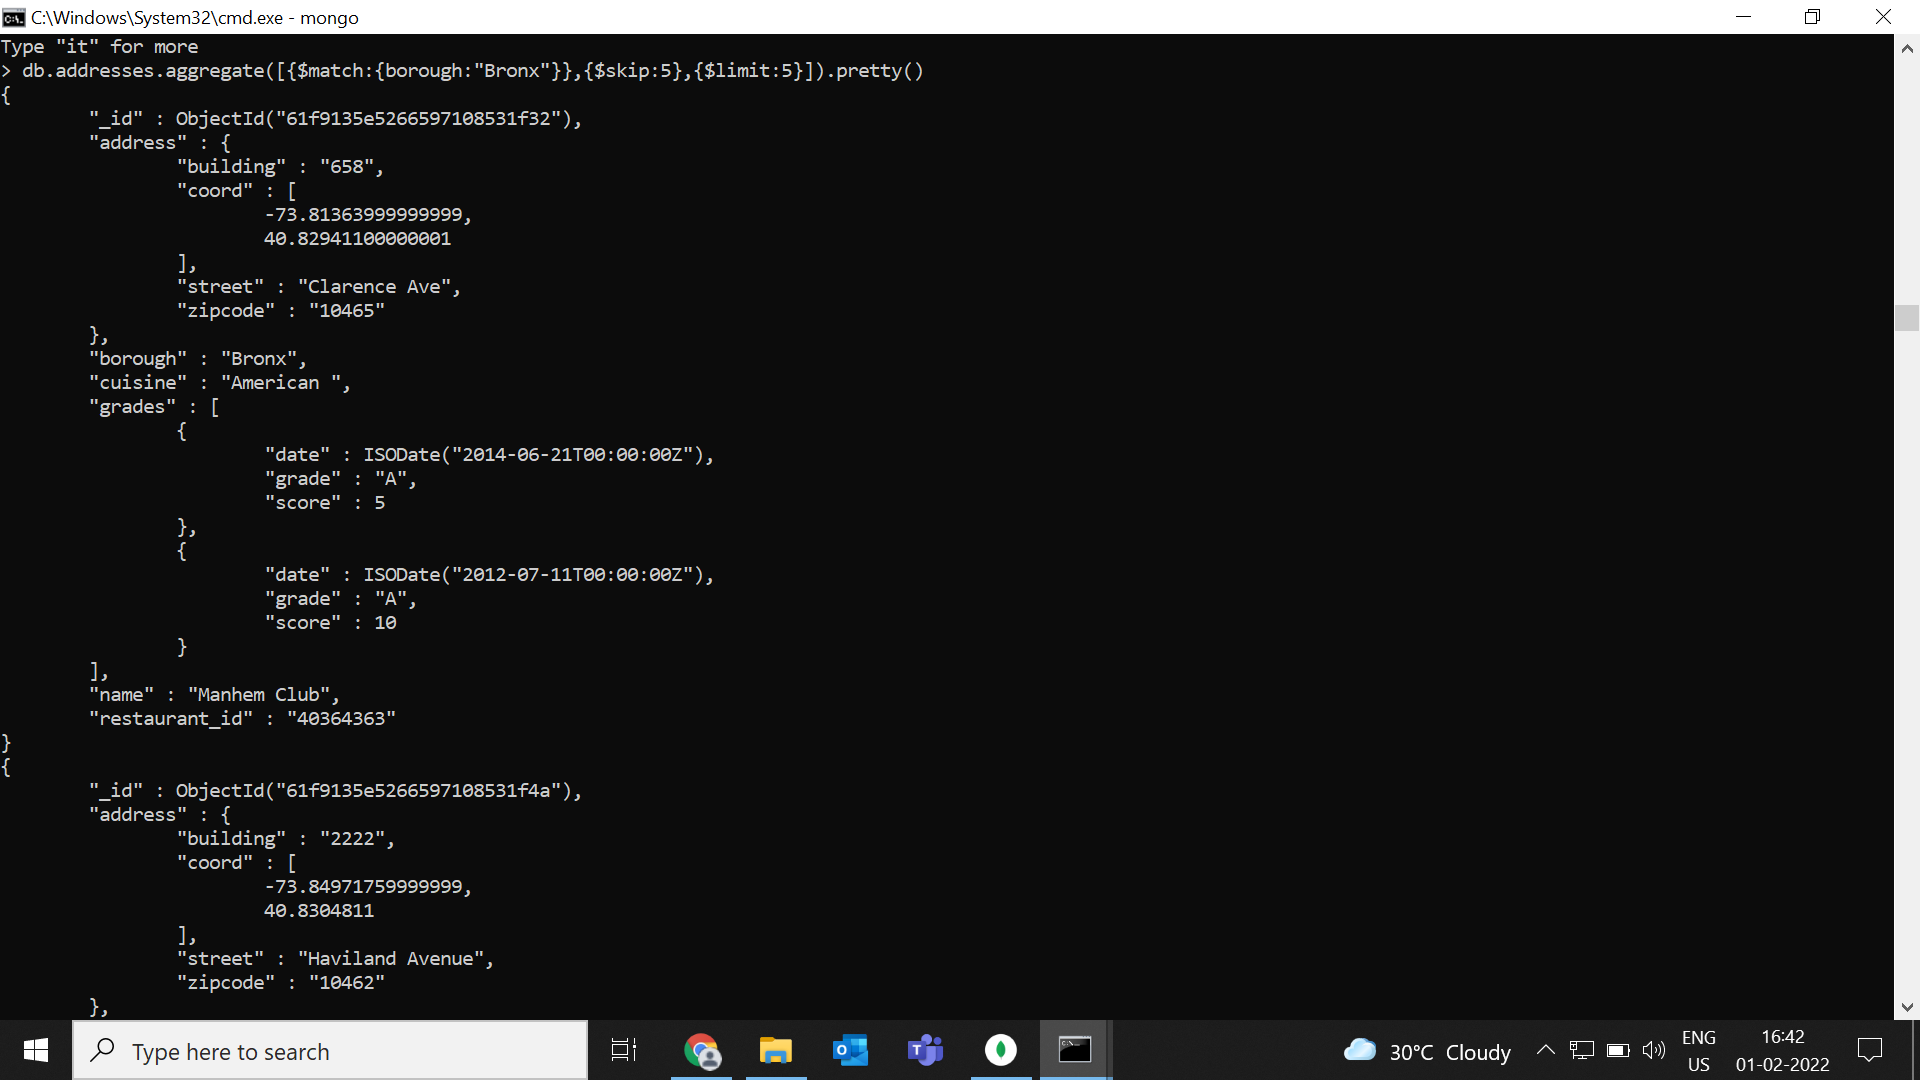 C:\Windows\System32\cmd.exe - mongo
Type "it" for more
> db.addresses.aggregate([{$match:{borough:"Bronx"}},{$skip:5},{$limit:5}]).pretty()
{
        "_id" : ObjectId("61f9135e5266597108531f32"),
        "address" : {
                "building" : "658",
                "coord" : [
                        -73.81363999999999,
                        40.82941100000001
                ],
                "street" : "Clarence Ave",
                "zipcode" : "10465"
        },
        "borough" : "Bronx",
        "cuisine" : "American ",
        "grades" : [
                {
                        "date" : ISODate("2014-06-21T00:00:00Z"),
                        "grade" : "A",
                        "score" : 5
                },
                {
                        "date" : ISODate("2012-07-11T00:00:00Z"),
                        "grade" : "A",
                        "score" : 10
                }
        ],
        "name" : "Manhem Club",
        "restaurant_id" : "40364363"
}
{
        "_id" : ObjectId("61f9135e5266597108531f4a"),
        "address" : {
                "building" : "2222",
                "coord" : [
                        -73.84971759999999,
                        40.8304811
                ],
                "street" : "Haviland Avenue",
                "zipcode" : "10462"
        },
Type here to search
30°C Cloudy
ENG
US
16:42
01-02-2022